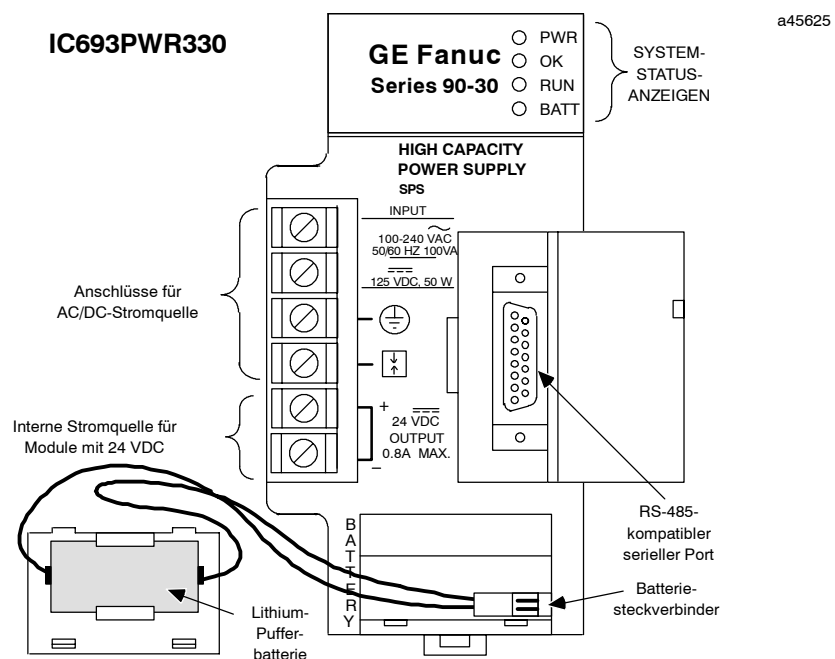 a45625
IC693PWR330
GE Fanuc
Series 90-30
PWR
OK
RUN
BATT
SYSTEM-
STATUS-
ANZEIGEN
HIGH CAPACITY
POWER SUPPLY
SPS
INPUT
100-240 VAC
50/60 HZ 100VA
125 VDC, 50 W
Anschlüsse für
AC/DC-Stromquelle
+
24 VDC
OUTPUT
0.8A MAX.
–
Interne Stromquelle für
Module mit 24 VDC
RS-485-
kompatibler
serieller Port
BATTERY
Batterie-
steckverbinder
Lithium-
Puffer-
batterie